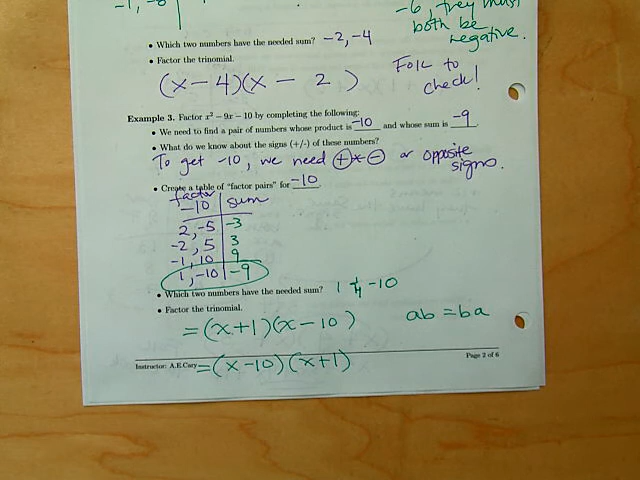 -1, -8
-6, they must
both be
negative.
• Which two numbers have the needed sum? -2, -4
• Factor the trinomial.
(x - 4)(x - 2)
FOIL to
check!
Example 3. Factor x² - 9x - 10 by completing the following:
• We need to find a pair of numbers whose product is -10 and whose sum is -9.
• What do we know about the signs (+/-) of these numbers?
To get -10, we need + * - or opposite
signs.
• Create a table of "factor pairs" for -10
factor
-10 | sum
2, -5 | -3
-2, 5 | 3
-1, 10 | 9
1, -10 | -9
• Which two numbers have the needed sum? 1 + -10
• Factor the trinomial.
= (x+1)(x-10)
ab = ba
Instructor: A.E.Cary
Page 2 of 6
= (x-10)(x+1)